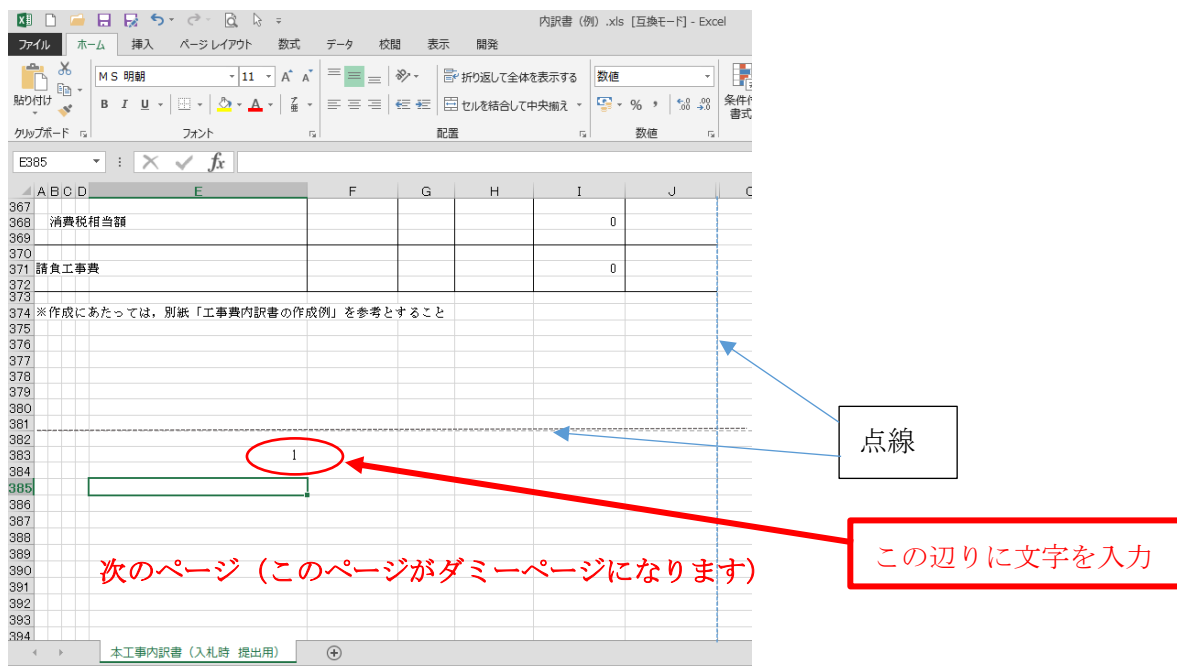 内訳書（例）.xls [互換モード] - Excel
ファイル ホーム 挿入 ページ レイアウト 数式 データ 校閲 表示 開発
貼り付け
ＭＳ 明朝 11 A A
折り返して全体を表示する
数値
条件付
書式
B I U A
セルを結合して中央揃え
% , .0 .00 .00 .0
クリップボード フォント 配置 数値
E385 fx
A B C D E F G H I J
367
368 消費税相当額 0
369
370
371 請負工事費 0
372
373
374 ※作成にあたっては，別紙「工事費内訳書の作成例」を参考とすること
375
376
377
378
379
380
381
点線
382
383 1
384
385
386
387
388
389
この辺りに文字を入力
390 次のページ（このページがダミーページになります）
391
392
393
394
本工事内訳書（入札時 提出用）